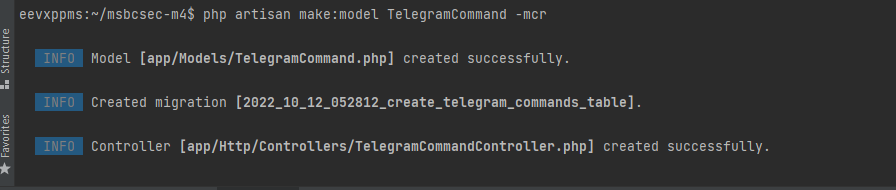 eevxppms:~/msbcsec-m4$ php artisan make:model TelegramCommand -mcr
INFO Model [app/Models/TelegramCommand.php] created successfully.
INFO Created migration [2022_10_12_052812_create_telegram_commands_table].
INFO Controller [app/Http/Controllers/TelegramCommandController.php] created successfully.
Structure
Favorites